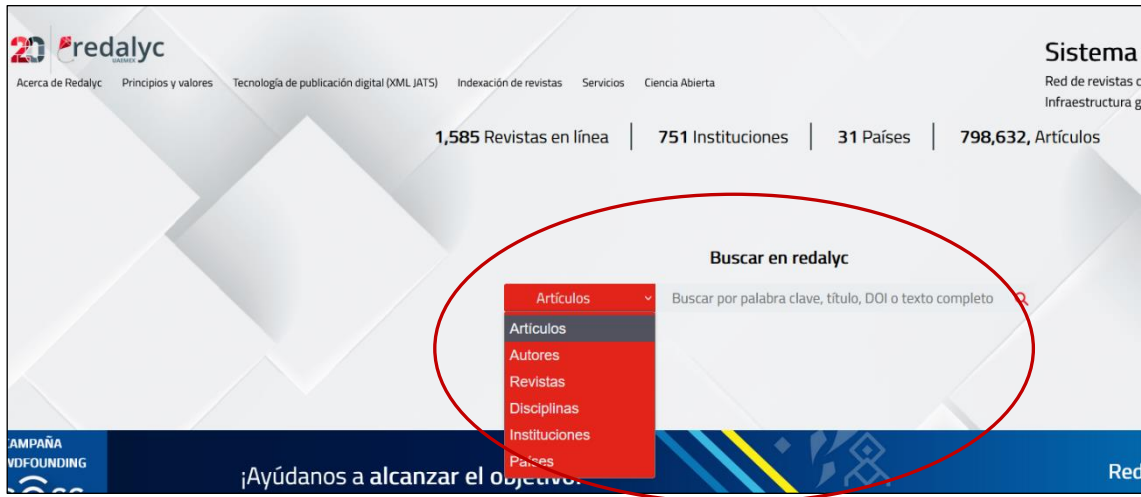 20 redalyc
UAEMEX
Sistema
Acerca de Redalyc Principios y valores Tecnología de publicación digital (XML JATS) Indexación de revistas Servicios Ciencia Abierta
Red de revistas
Infraestructura g
1,585 Revistas en línea 751 Instituciones 31 Países 798,632, Artículos
Buscar en redalyc
Artículos Buscar por palabra clave, título, DOI o texto completo
Artículos
Autores
Revistas
Disciplinas
Instituciones
Países
AMPAÑA
WDFOUNDING
¡Ayúdanos a alcanzar el objetivo!
Red